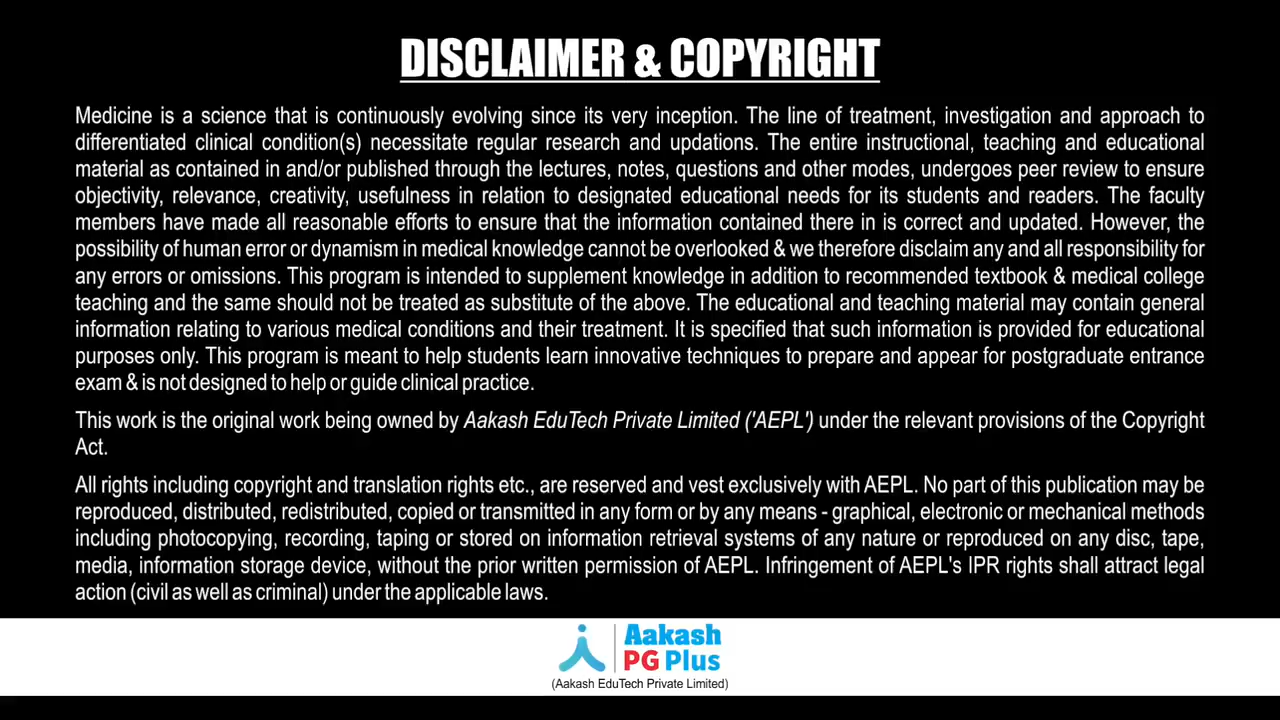 DISCLAIMER & COPYRIGHT
Medicine is a science that is continuously evolving since its very inception. The line of treatment, investigation and approach to
differentiated clinical condition(s) necessitate regular research and updations. The entire instructional, teaching and educational
material as contained in and/or published through the lectures, notes, questions and other modes, undergoes peer review to ensure
objectivity, relevance, creativity, usefulness in relation to designated educational needs for its students and readers. The faculty
members have made all reasonable efforts to ensure that the information contained there in is correct and updated. However, the
possibility of human error or dynamism in medical knowledge cannot be overlooked & we therefore disclaim any and all responsibility for
any errors or omissions. This program is intended to supplement knowledge in addition to recommended textbook & medical college
teaching and the same should not be treated as substitute of the above. The educational and teaching material may contain general
information relating to various medical conditions and their treatment. It is specified that such information is provided for educational
purposes only. This program is meant to help students learn innovative techniques to prepare and appear for postgraduate entrance
exam & is not designed to help or guide clinical practice.
This work is the original work being owned by Aakash EduTech Private Limited ('AEPL') under the relevant provisions of the Copyright
Act.
All rights including copyright and translation rights etc., are reserved and vest exclusively with AEPL. No part of this publication may be
reproduced, distributed, redistributed, copied or transmitted in any form or by any means - graphical, electronic or mechanical methods
including photocopying, recording, taping or stored on information retrieval systems of any nature or reproduced on any disc, tape,
media, information storage device, without the prior written permission of AEPL. Infringement of AEPL's IPR rights shall attract legal
action (civil as well as criminal) under the applicable laws.
Aakash
PG Plus
(Aakash EduTech Private Limited)